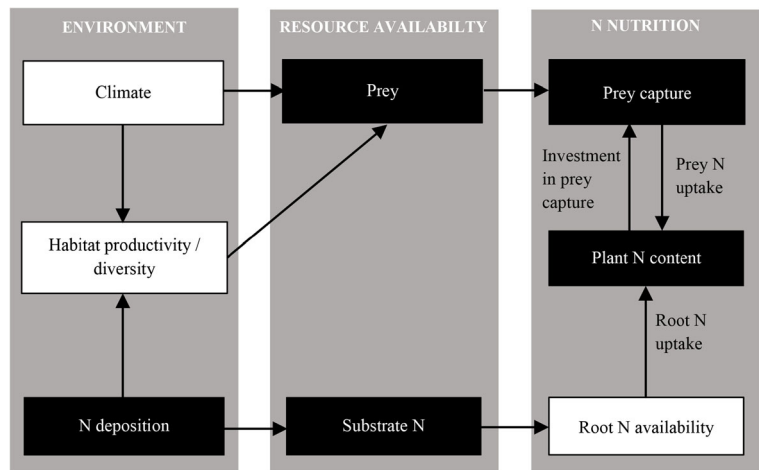 ENVIRONMENT
RESOURCE AVAILABILTY
N NUTRITION
Climate
Prey
Prey capture
Investment
in prey
capture
Prey N
uptake
Habitat productivity /
diversity
Plant N content
Root N
uptake
N deposition
Substrate N
Root N availability